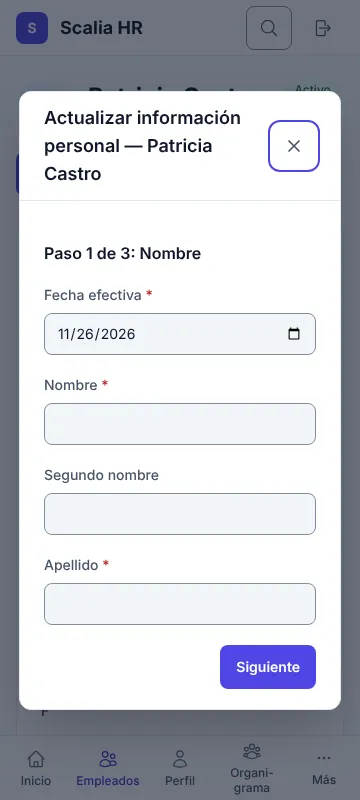 S Scalia HR
Activo
Actualizar información
personal — Patricia
Castro
Paso 1 de 3: Nombre
Fecha efectiva *
11/26/2026
Nombre *
Segundo nombre
Apellido *
Siguiente
Inicio
Empleados
Perfil
Organi-
grama
Más